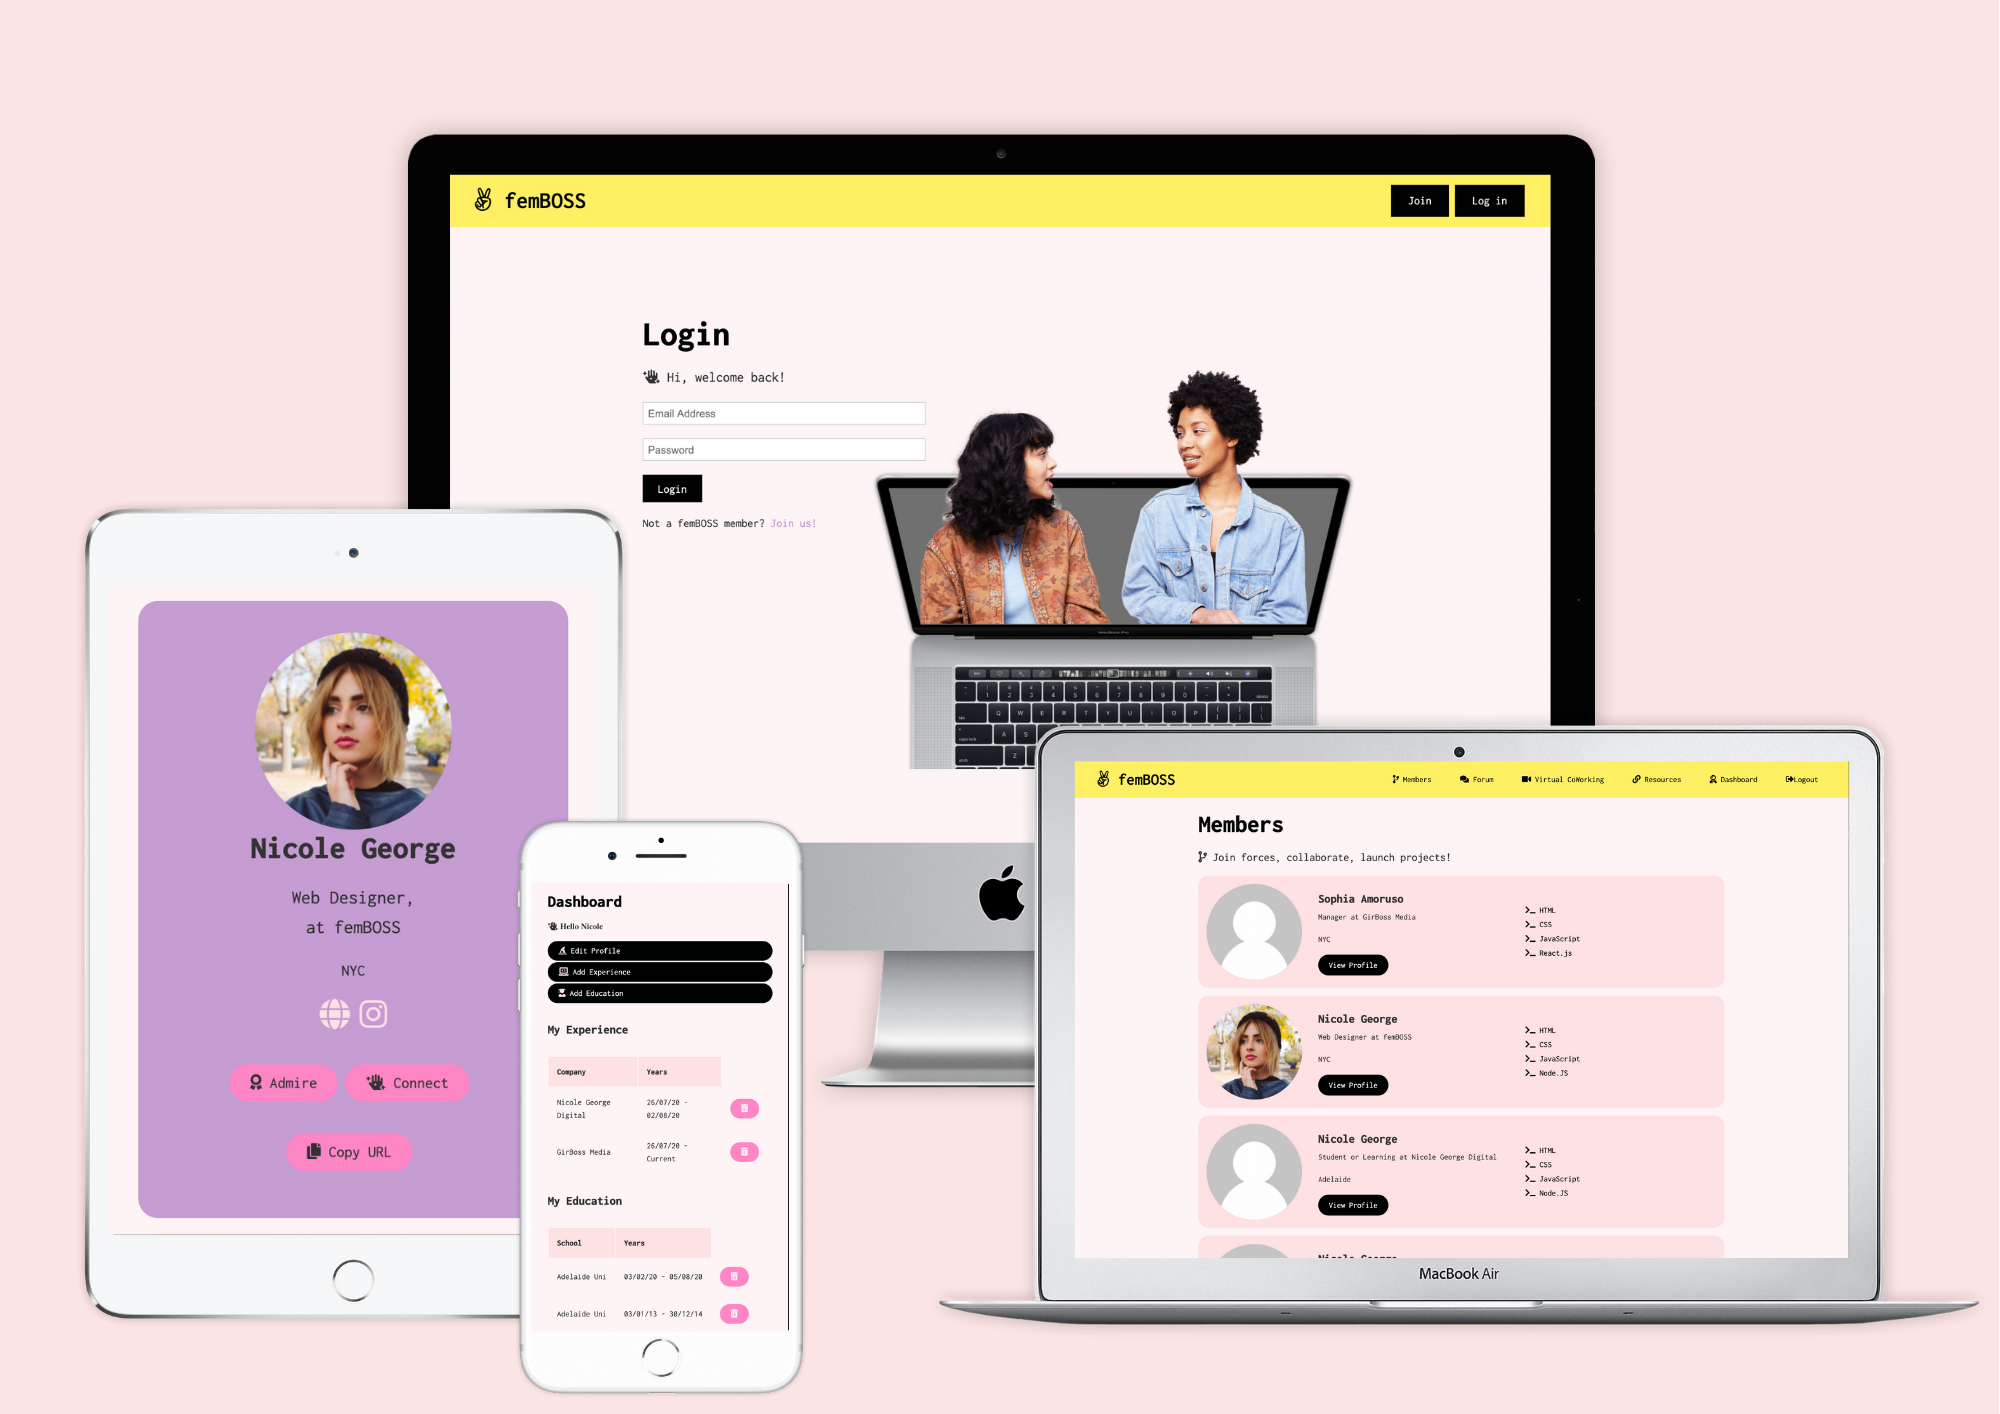 femBOSS
Join
Log in
Login
Hi, welcome back!
Email Address
Password
Login
Not a femBOSS member? Join us!
MacBook Pro
Nicole George
Web Designer,
at femBOSS
NYC
Admire
Connect
Copy URL
Dashboard
Hello Nicole
Edit Profile
Add Experience
Add Education
My Experience
Company Years
Nicole George
Digital
26/07/20 -
02/08/20
GirBoss Media
26/07/20 -
Current
My Education
School Years
Adelaide Uni 03/02/20 - 05/08/20
Adelaide Uni 03/01/13 - 30/12/14
femBOSS
Members
Forum
Virtual CoWorking
Resources
Dashboard
Logout
Members
Join forces, collaborate, launch projects!
Sophia Amoruso
Manager at GirBoss Media
NYC
View Profile
HTML
CSS
JavaScript
React.js
Nicole George
Web Designer at femBOSS
NYC
View Profile
HTML
CSS
JavaScript
Node.JS
Nicole George
Student or Learning at Nicole George Digital
Adelaide
View Profile
HTML
CSS
JavaScript
Node.JS
Nicole George
MacBook Air